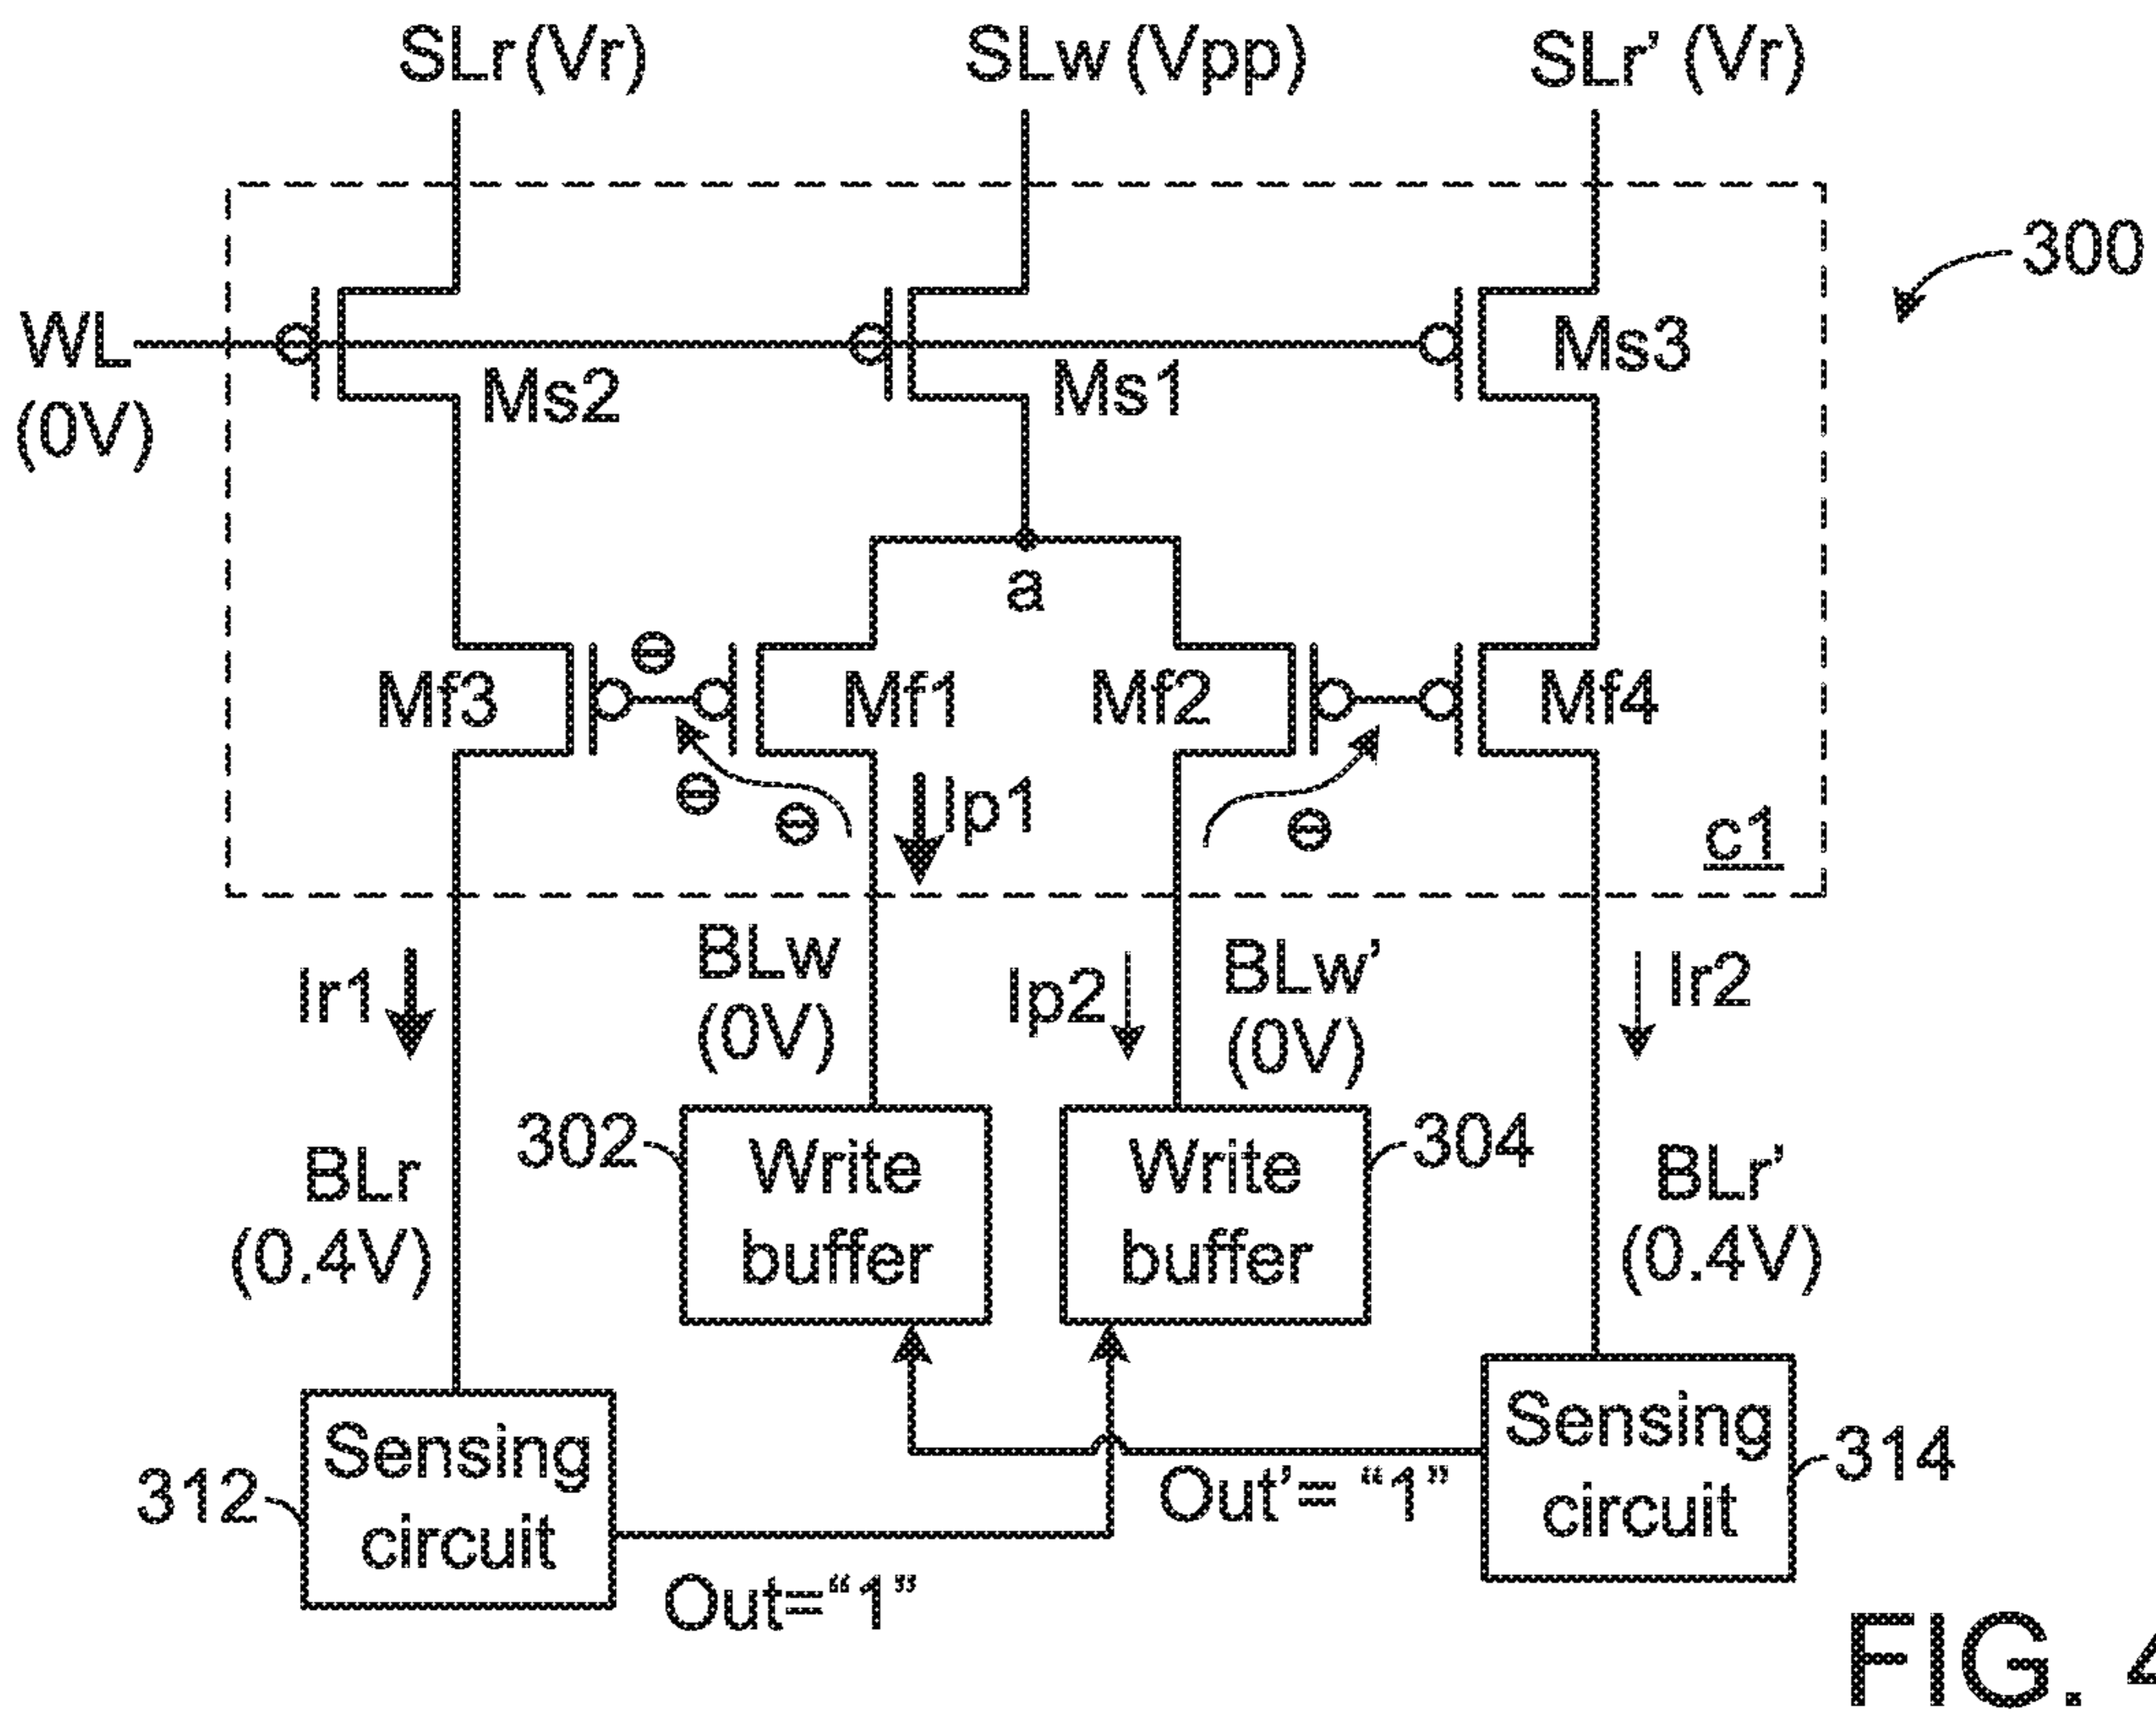 SLr (Vr)
SLw (Vpp)
SLr’ (Vr)
300
WL
(0V)
Ms2
Ms1
Ms3
a
Mf3
Mf1
Mf2
Mf4
⊖
⊖
⊖
⊖
Ip1
c1
Ir1
BLw
(0V)
Ip2
BLw’
(0V)
Ir2
302
Write
buffer
Write
buffer
304
BLr
(0.4V)
BLr’
(0.4V)
312
Sensing
circuit
Out’= “1”
Sensing
circuit
314
Out=“1”
FIG. 4